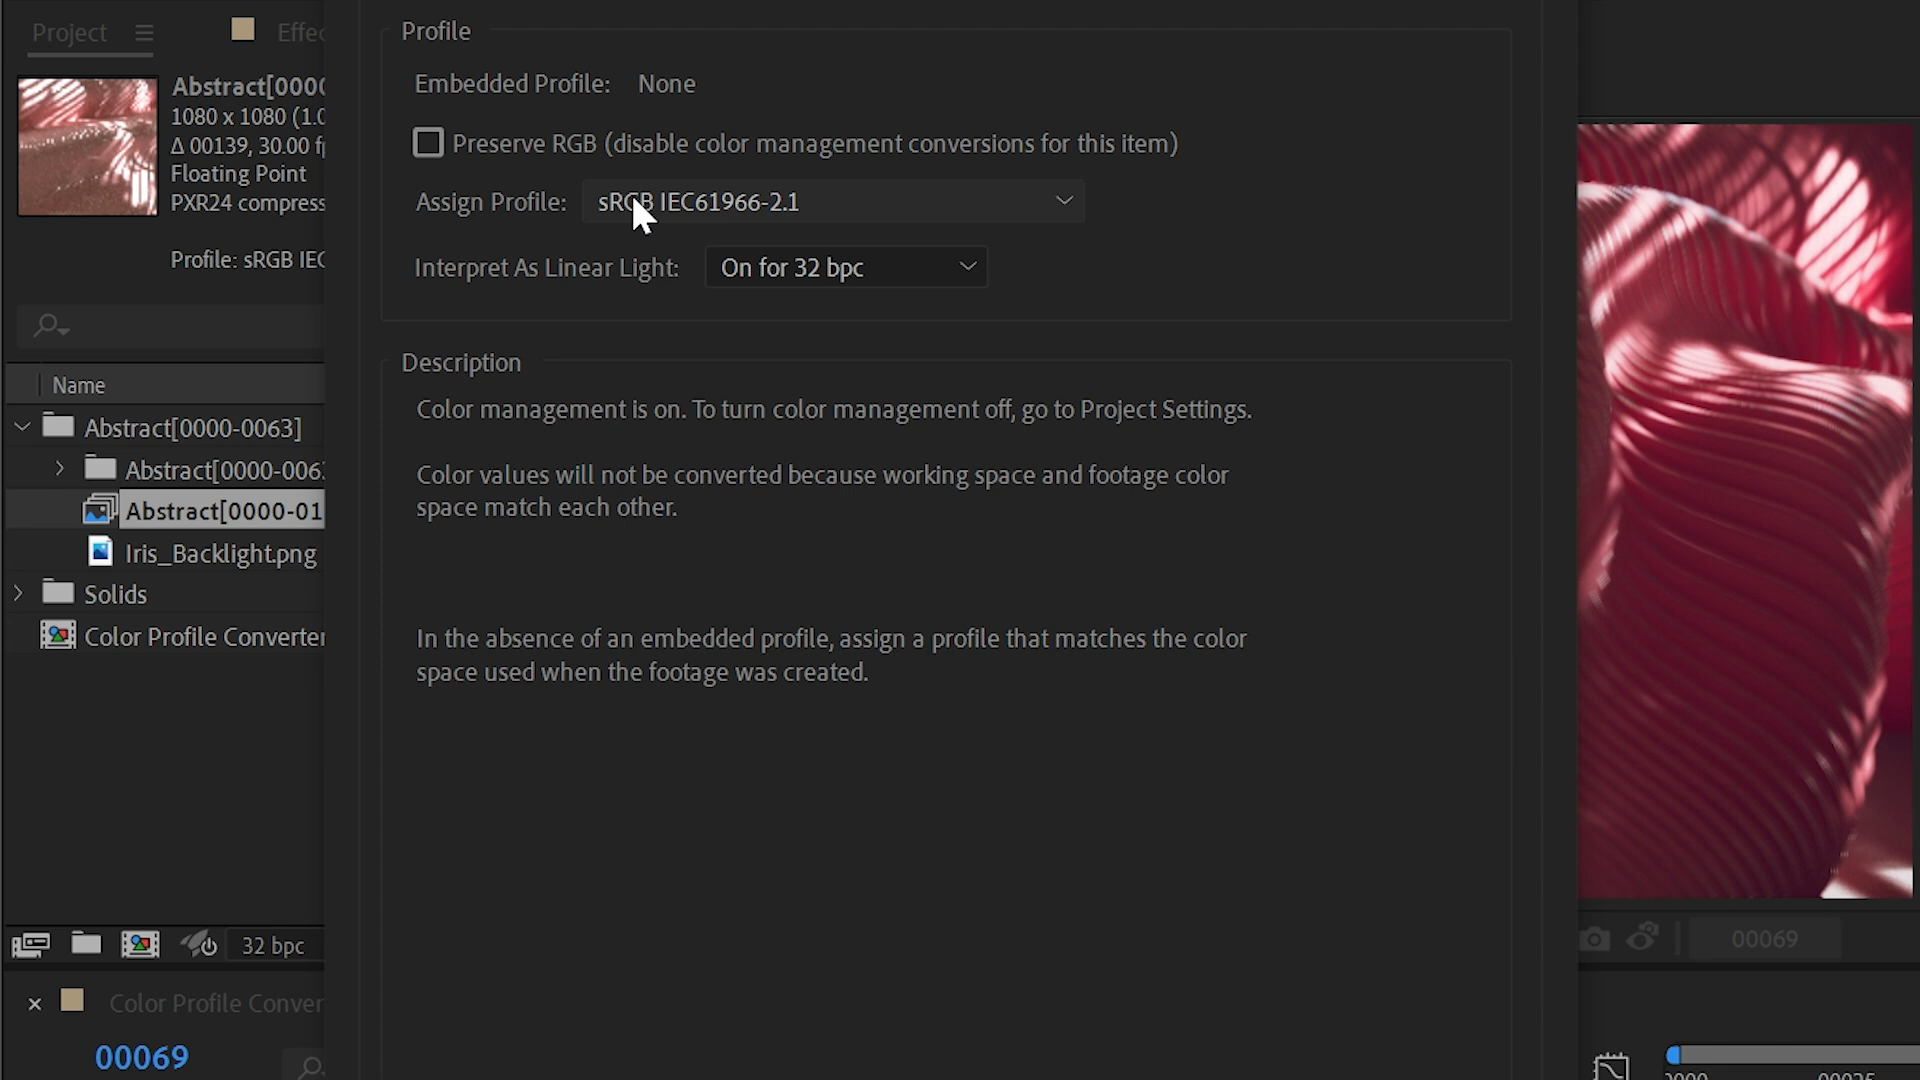 Project
Effec
Abstract[0000
1080 x 1080 (1.0
Δ 00139, 30.00 f
Floating Point
PXR24 compress
Profile: sRGB IEC
Name
Abstract[0000-0063]
Abstract[0000-006
Abstract[0000-01
Iris_Backlight.png
Solids
Color Profile Converter
32 bpc
Color Profile Conver
00069
Profile
Embedded Profile: None
Preserve RGB (disable color management conversions for this item)
Assign Profile: sRGB IEC61966-2.1
Interpret As Linear Light: On for 32 bpc
Description
Color management is on. To turn color management off, go to Project Settings.
Color values will not be converted because working space and footage color
space match each other.
In the absence of an embedded profile, assign a profile that matches the color
space used when the footage was created.
00069